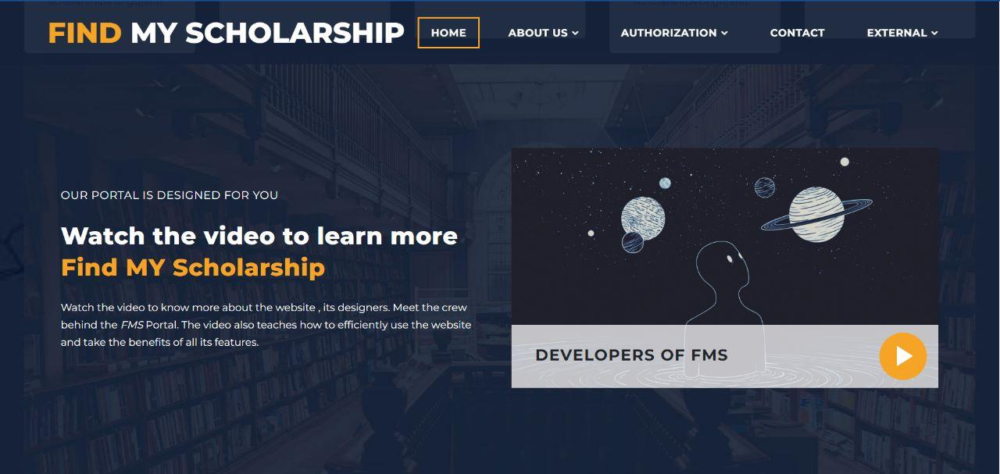 FIND MY SCHOLARSHIP
HOME
ABOUT US
AUTHORIZATION
CONTACT
EXTERNAL
OUR PORTAL IS DESIGNED FOR YOU
Watch the video to learn more
Find MY Scholarship
Watch the video to know more about the website , its designers. Meet the crew
behind the FMS Portal. The video also teaches how to efficiently use the website
and take the benefits of all its features.
DEVELOPERS OF FMS